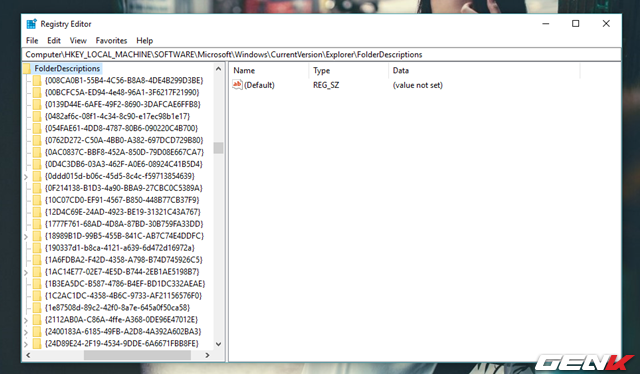 Registry Editor
File Edit View Favorites Help
Computer\HKEY_LOCAL_MACHINE\SOFTWARE\Microsoft\Windows\CurrentVersion\Explorer\FolderDescriptions
FolderDescriptions
{008CA0B1-55B4-4C56-B8A8-4DE4B299D3BE}
{00BCFC5A-ED94-4e48-96A1-3F6217F21990}
{0139D44E-6AFE-49F2-8690-3DAFCAE6FFB8}
{0482af6c-08f1-4c34-8c90-e17ec98b1e17}
{054FAE61-4DD8-4787-80B6-090220C4B700}
{0762D272-C50A-4BB0-A382-697DCD729B80}
{0AC0837C-BBF8-452A-850D-79D08E667CA7}
{0D4C3DB6-03A3-462F-A0E6-08924C41B5D4}
{0ddd015d-b06c-45d5-8c4c-f59713854639}
{0F214138-B1D3-4a90-BBA9-27CBC0C5389A}
{10C07CD0-EF91-4567-B850-448B77CB37F9}
{12D4C69E-24AD-4923-BE19-31321C43A767}
{1777F761-68AD-4D8A-87BD-30B759FA33DD}
{18989B1D-99B5-455B-841C-AB7C74E4DDFC}
{190337d1-b8ca-4121-a639-6d472d16972a}
{1A6FDBA2-F42D-4358-A798-B74D745926C5}
{1AC14E77-02E7-4E5D-B744-2EB1AE5198B7}
{1B3EA5DC-B587-4786-B4EF-BD1DC332AEAE}
{1C2AC1DC-4358-4B6C-9733-AF21156576F0}
{1e87508d-89c2-42f0-8a7e-645a0f50ca58}
{2112AB0A-C86A-4ffe-A368-0DE96E47012E}
{2400183A-6185-49FB-A2D8-4A392A602BA3}
{24D89E24-2F19-4534-9DDE-6A6671FBB8FE}
Name Type Data
(Default) REG_SZ (value not set)
GENK